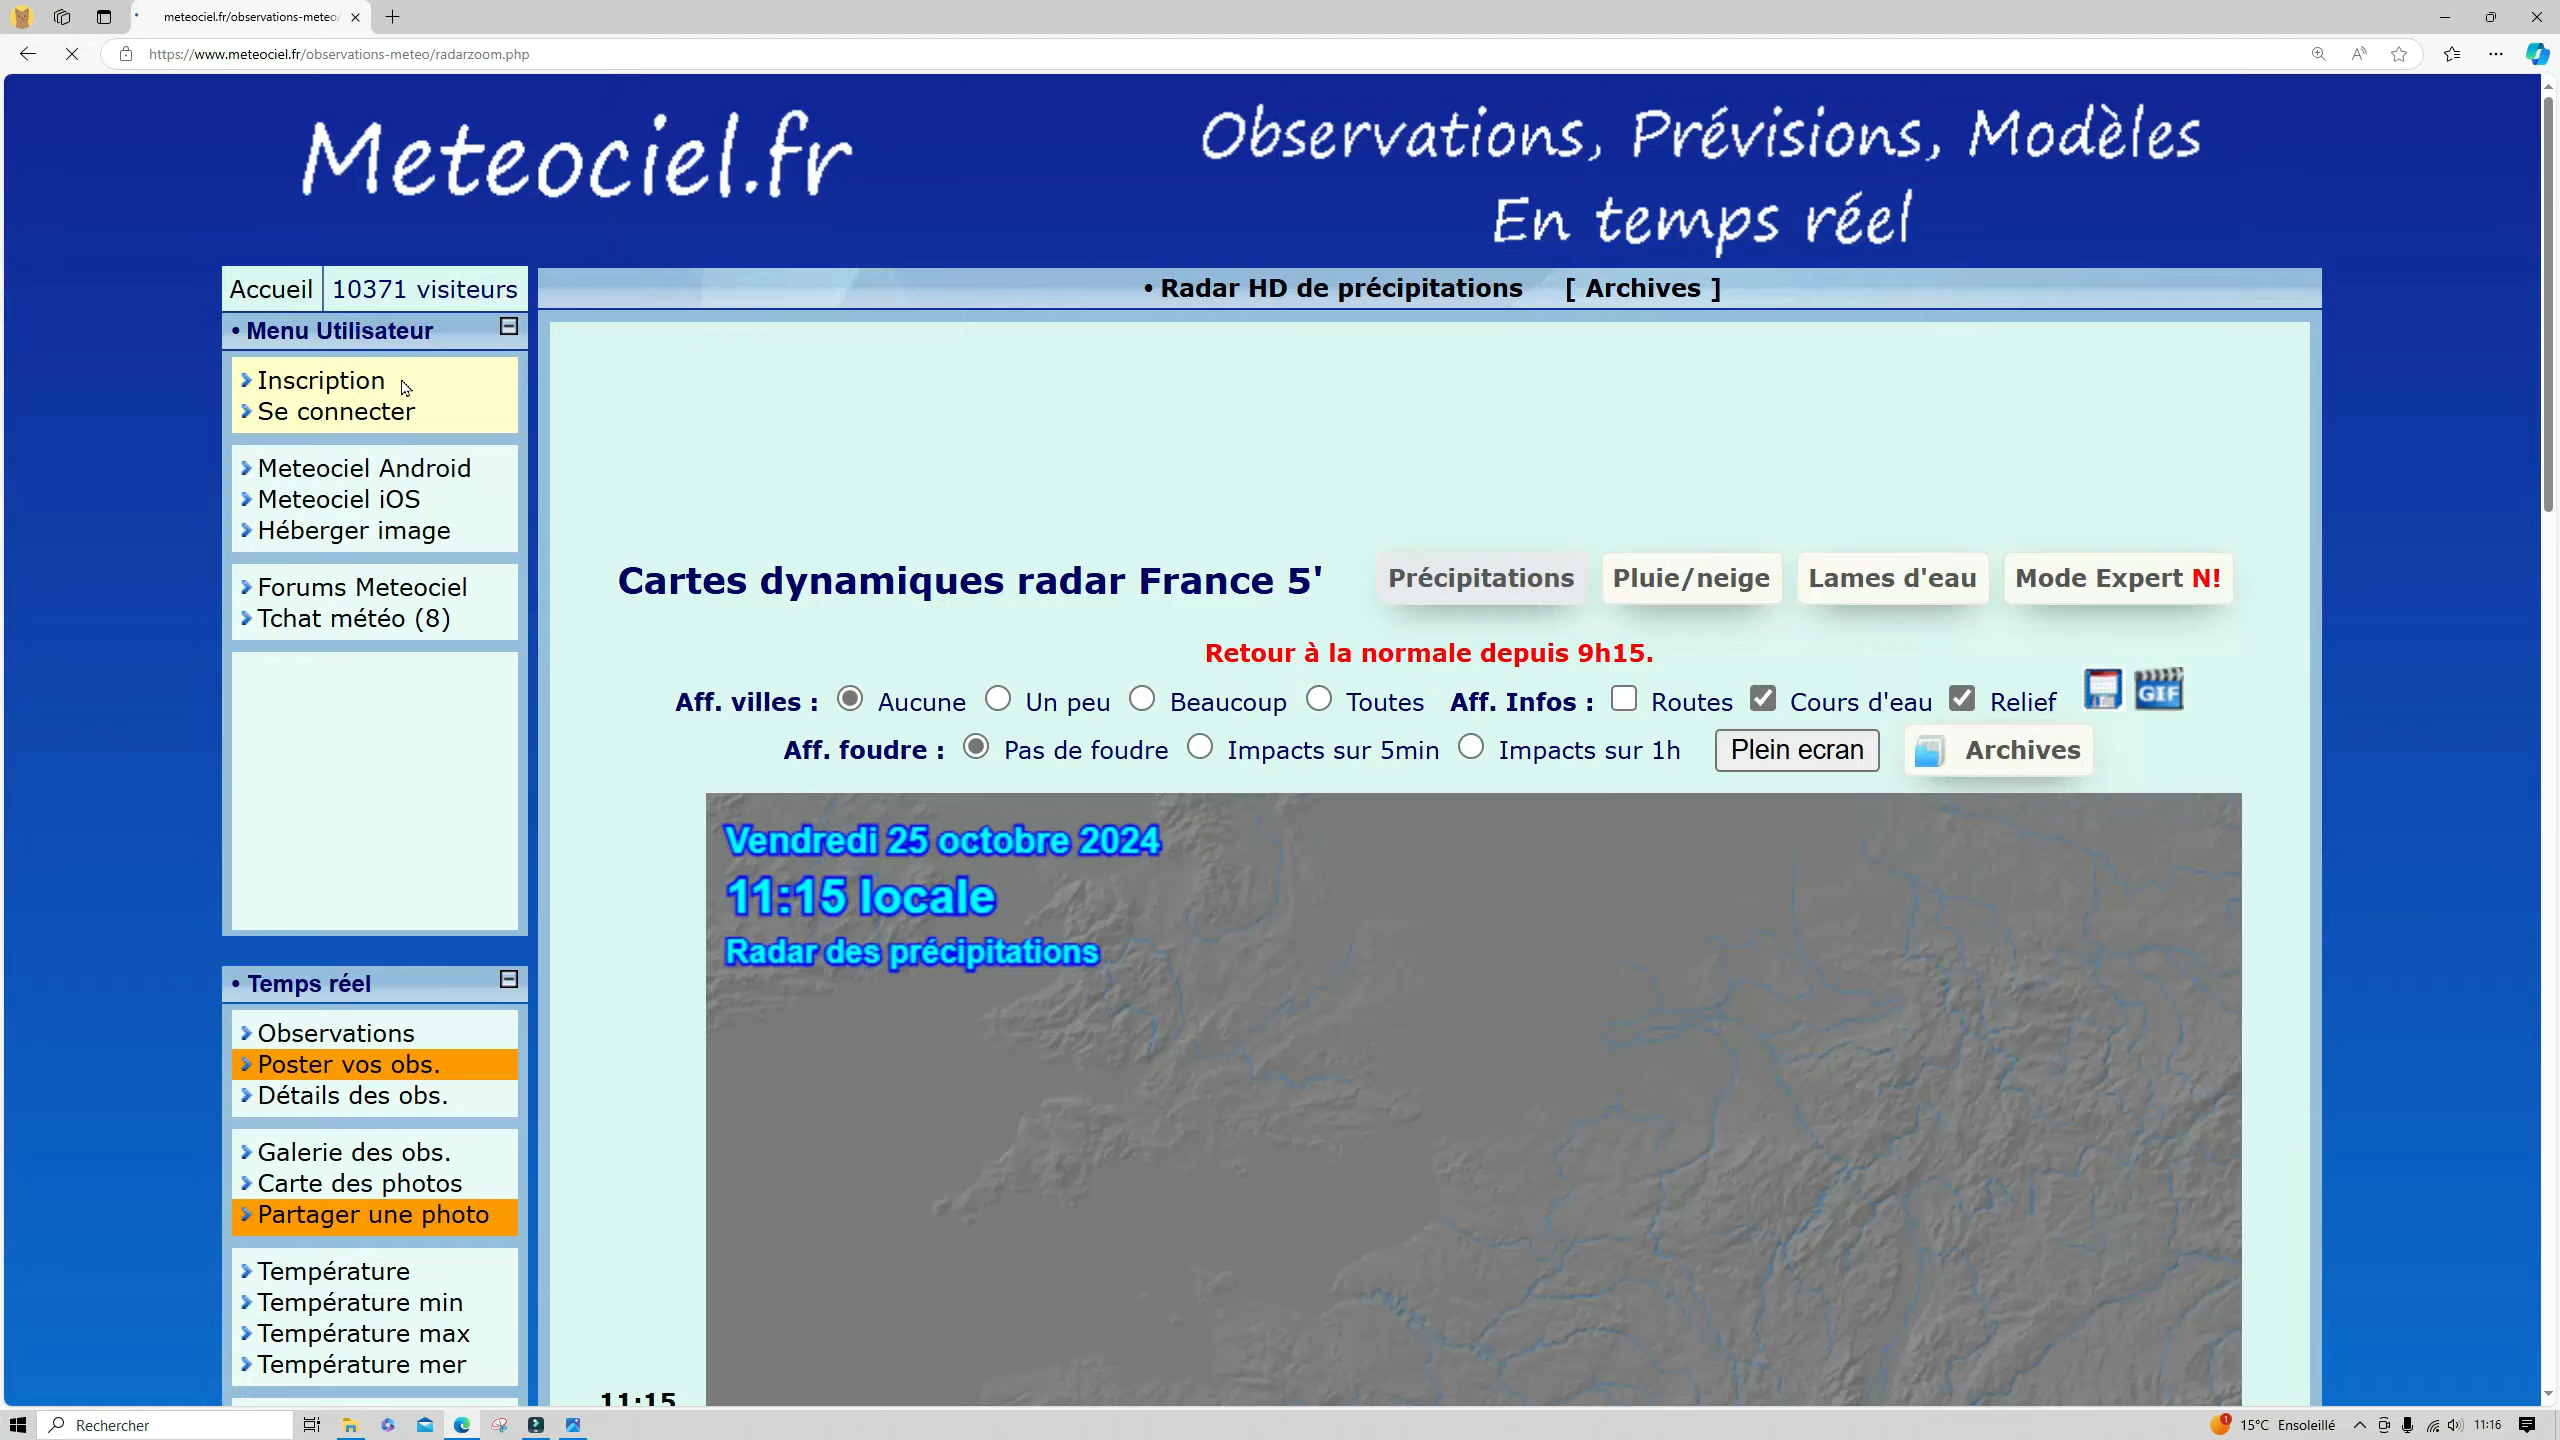 meteociel.fr/observations-meteo/
https://www.meteociel.fr/observations-meteo/radarzoom.php
Meteociel.fr
Observations, Prévisions, Modèles
En temps réel
Accueil
10371 visiteurs
• Menu Utilisateur
Inscription
Se connecter
Meteociel Android
Meteociel iOS
Héberger image
Forums Meteociel
Tchat météo (8)
• Temps réel
Observations
Poster vos obs.
Détails des obs.
Galerie des obs.
Carte des photos
Partager une photo
Température
Température min
Température max
Température mer
• Radar HD de précipitations [ Archives ]
Cartes dynamiques radar France 5'
Précipitations
Pluie/neige
Lames d'eau
Mode Expert N!
Retour à la normale depuis 9h15.
Aff. villes : Aucune Un peu Beaucoup Toutes Aff. Infos : Routes Cours d'eau Relief
GIF
Aff. foudre : Pas de foudre Impacts sur 5min Impacts sur 1h Plein ecran Archives
Vendredi 25 octobre 2024
11:15 locale
Radar des précipitations
11:15
Rechercher
1
15°C Ensoleillé
11:16